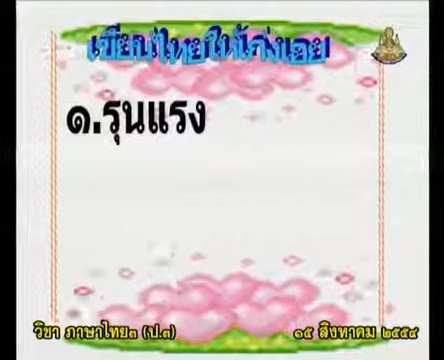 เขียนไทยให้เก่งเอย
๑.รุนแรง
วิชา ภาษาไทย๓ (ป.๓)
๑๕ สิงหาคม ๒๕๕๔